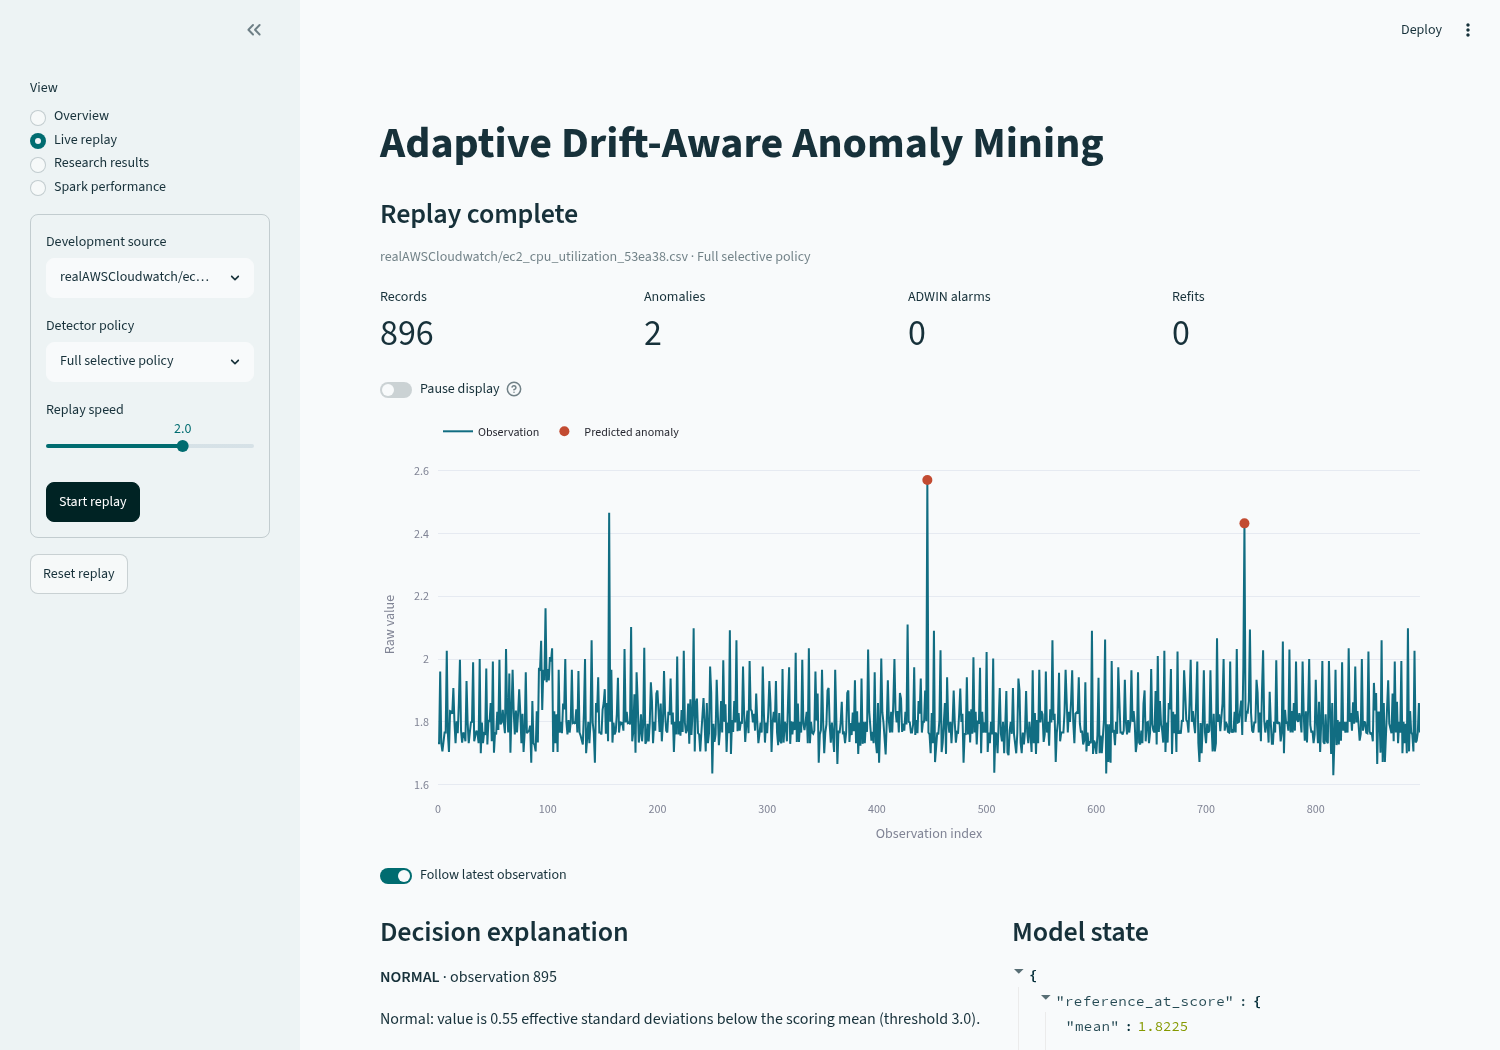 Deploy
View
Overview
Live replay
Research results
Spark performance
Development source
realAWSCloudwatch/ec...
Detector policy
Full selective policy
Replay speed
2.0
Start replay
Reset replay
Adaptive Drift-Aware Anomaly Mining
Replay complete
realAWSCloudwatch/ec2_cpu_utilization_53ea38.csv · Full selective policy
Records
896
Anomalies
2
ADWIN alarms
0
Refits
0
Pause display
Observation
Predicted anomaly
2.6
2.4
2.2
2
1.8
1.6
Raw value
0 100 200 300 400 500 600 700 800
Observation index
Follow latest observation
Decision explanation
NORMAL · observation 895
Normal: value is 0.55 effective standard deviations below the scoring mean (threshold 3.0).
Model state
{
"reference_at_score" : {
"mean" : 1.8225